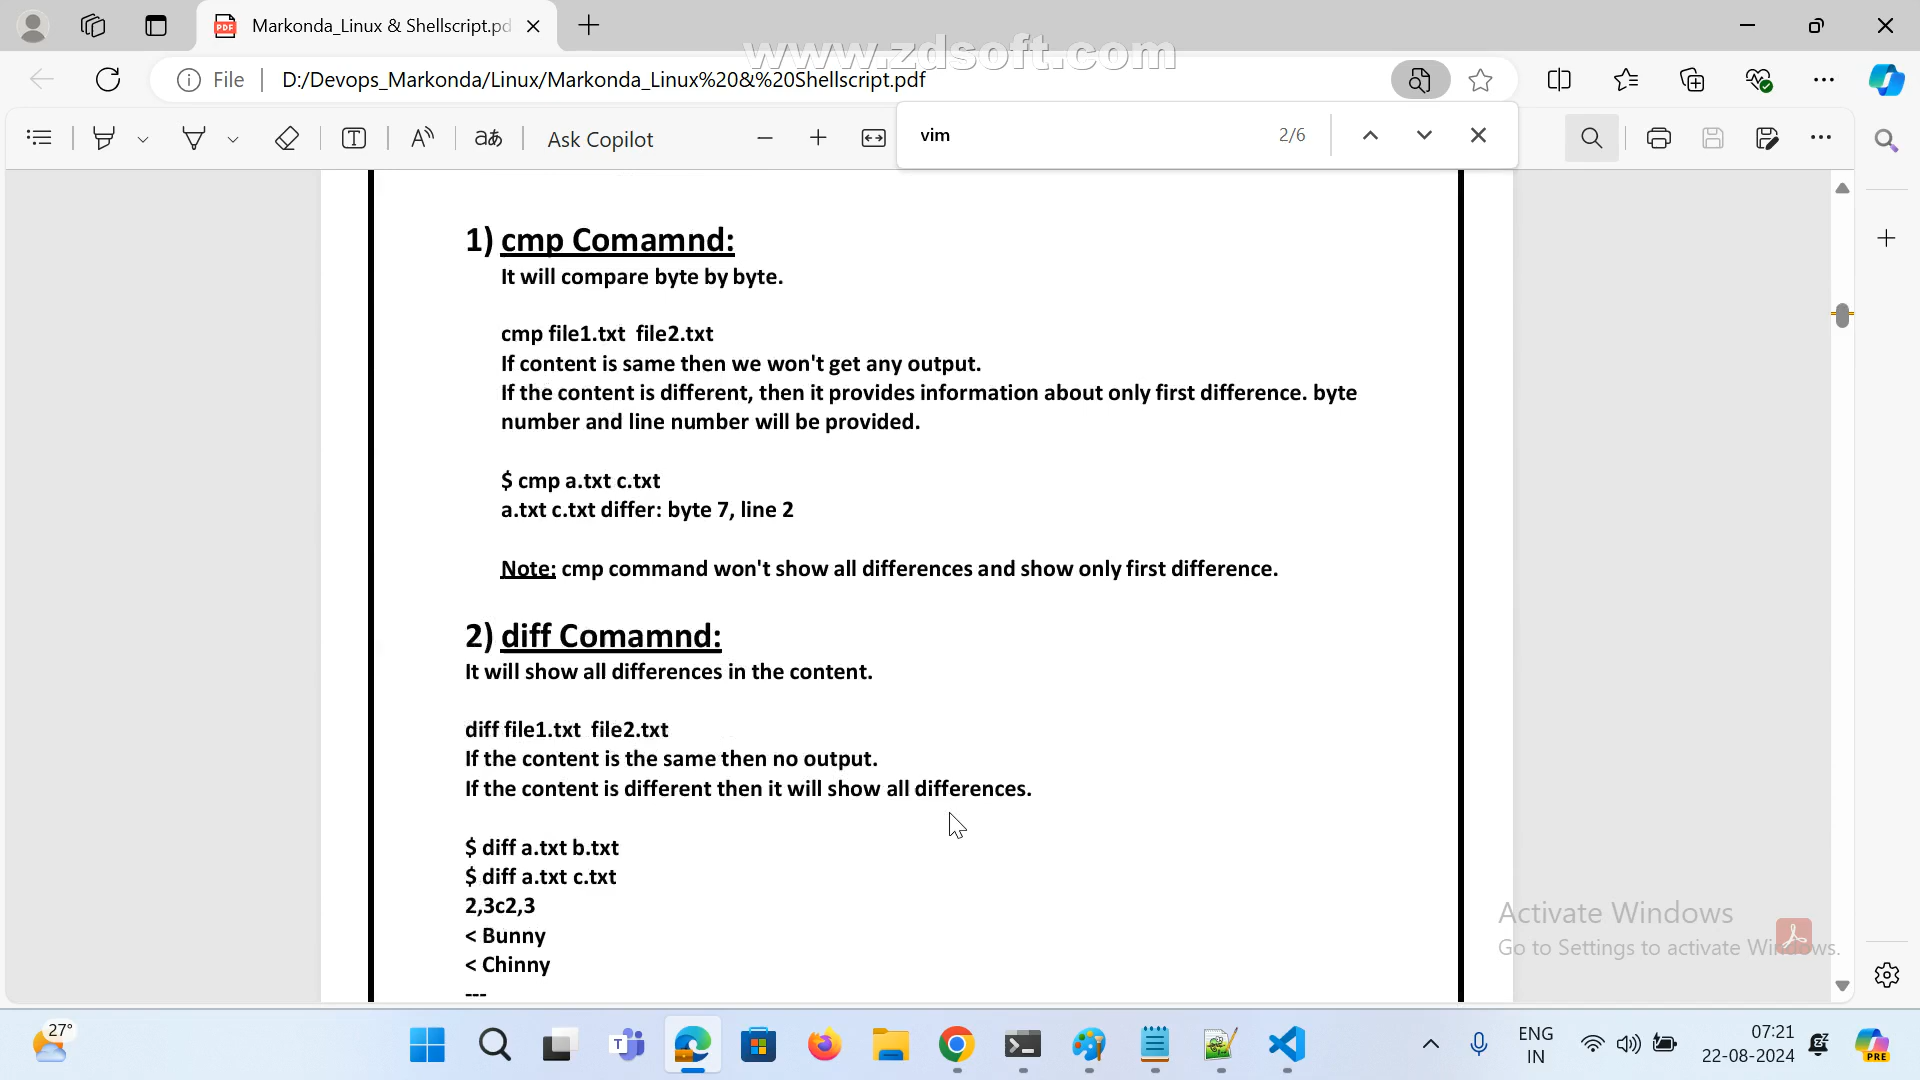 Markonda_Linux & Shellscript.pd
www.zdsoft.com
File
D:/Devops_Markonda/Linux/Markonda_Linux%20&%20Shellscript.pdf
Ask Copilot
vim
2/6
1) cmp Comamnd:
It will compare byte by byte.
cmp file1.txt  file2.txt
If content is same then we won't get any output.
If the content is different, then it provides information about only first difference. byte
number and line number will be provided.
$ cmp a.txt c.txt
a.txt c.txt differ: byte 7, line 2
Note: cmp command won't show all differences and show only first difference.
2) diff Comamnd:
It will show all differences in the content.
diff file1.txt  file2.txt
If the content is the same then no output.
If the content is different then it will show all differences.
$ diff a.txt b.txt
$ diff a.txt c.txt
2,3c2,3
< Bunny
< Chinny
---
Activate Windows
Go to Settings to activate Windows.
27°
ENG
IN
07:21
22-08-2024
PRE